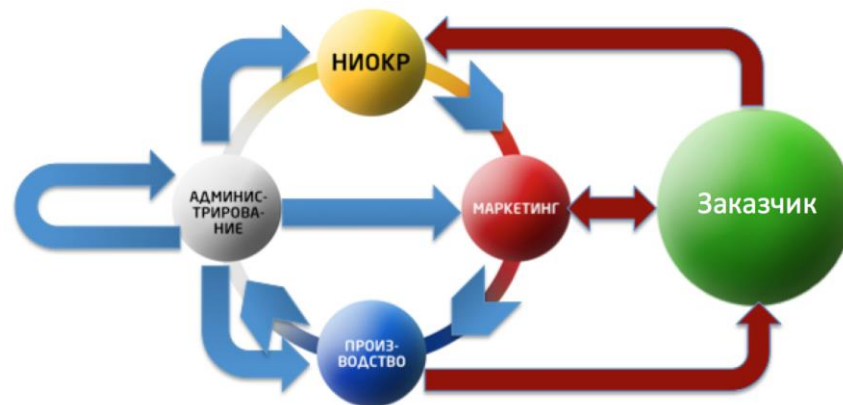 НИОКР
АДМИНИС-
ТРИРОВА-
НИЕ
МАРКЕТИНГ
Заказчик
ПРОИЗ-
ВОДСТВО